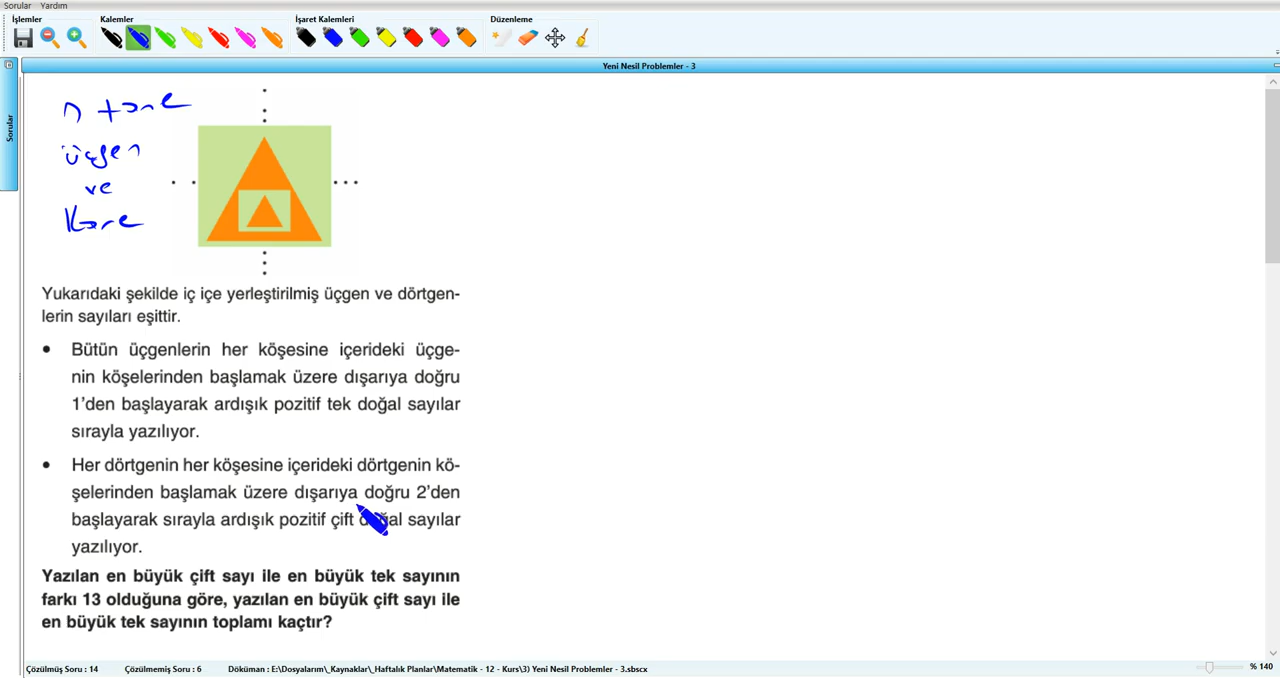 Sorular Yardım
İşlemler Kalemler İşaret Kalemleri Düzenleme
Yeni Nesil Problemler - 3
Sorular
n tane
üçgen
ve
Kare
Yukarıdaki şekilde iç içe yerleştirilmiş üçgen ve dörtgen-
lerin sayıları eşittir.
• Bütün üçgenlerin her köşesine içerideki üçge-
nin köşelerinden başlamak üzere dışarıya doğru
1'den başlayarak ardışık pozitif tek doğal sayılar
sırayla yazılıyor.
• Her dörtgenin her köşesine içerideki dörtgenin kö-
şelerinden başlamak üzere dışarıya doğru 2'den
başlayarak sırayla ardışık pozitif çift doğal sayılar
yazılıyor.
Yazılan en büyük çift sayı ile en büyük tek sayının
farkı 13 olduğuna göre, yazılan en büyük çift sayı ile
en büyük tek sayının toplamı kaçtır?
Çözülmüş Soru : 14 Çözülmemiş Soru : 6 Döküman : E:\Dosyalarım\_Kaynaklar\_Haftalık Planlar\Matematik - 12 - Kurs\3) Yeni Nesil Problemler - 3.sbscx % 140